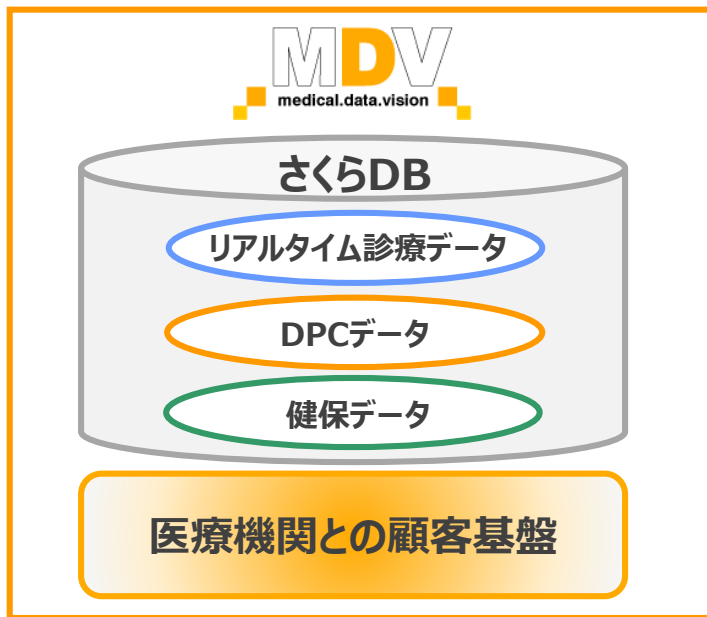 MDV
medical.data.vision
さくらDB
リアルタイム診療データ
DPCデータ
健保データ
医療機関との顧客基盤